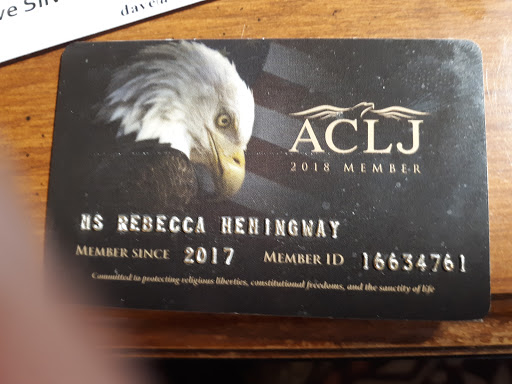 dave
ACLJ
2018 MEMBER
MS REBECCA HEMINGWAY
MEMBER SINCE 2017 MEMBER ID 16634761
Committed to protecting religious liberties, constitutional freedoms, and the sanctity of life